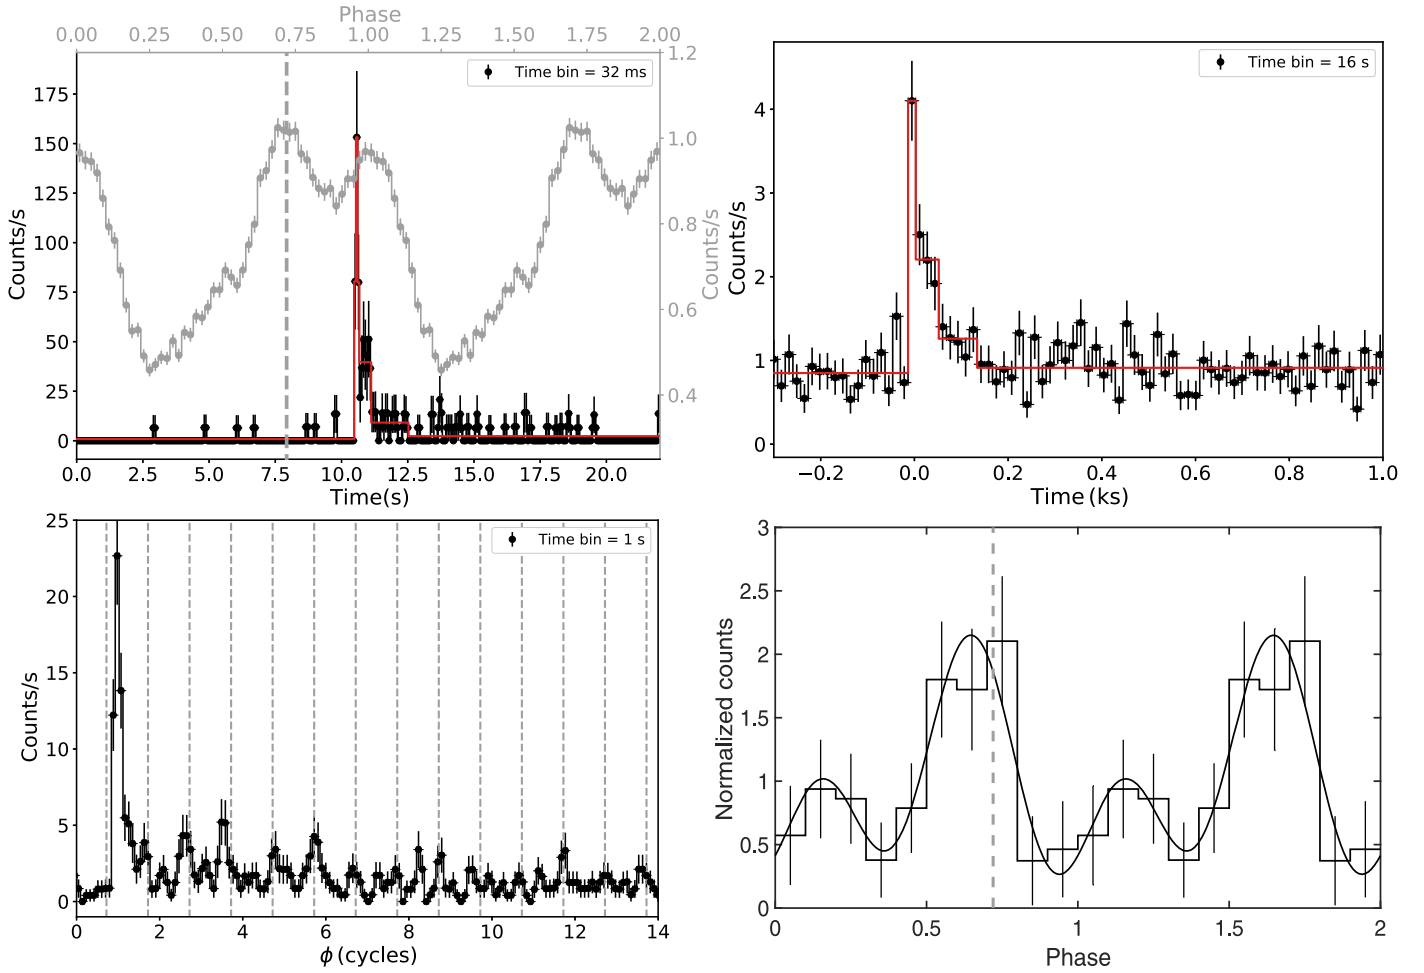 Phase
0.00 0.25 0.50 0.75 1.00 1.25 1.50 1.75 2.00
Time bin = 32 ms
Counts/s
175
150
125
100
75
50
25
0
1.2
1.0
0.8
0.6
0.4
Counts/s
0.0 2.5 5.0 7.5 10.0 12.5 15.0 17.5 20.0
Time(s)
Time bin = 16 s
Counts/s
4
3
2
1
0
−0.2 0.0 0.2 0.4 0.6 0.8 1.0
Time (ks)
Time bin = 1 s
Counts/s
25
20
15
10
5
0
0 2 4 6 8 10 12 14
ϕ (cycles)
Normalized counts
3
2.5
2
1.5
1
0.5
0
0 0.5 1 1.5 2
Phase